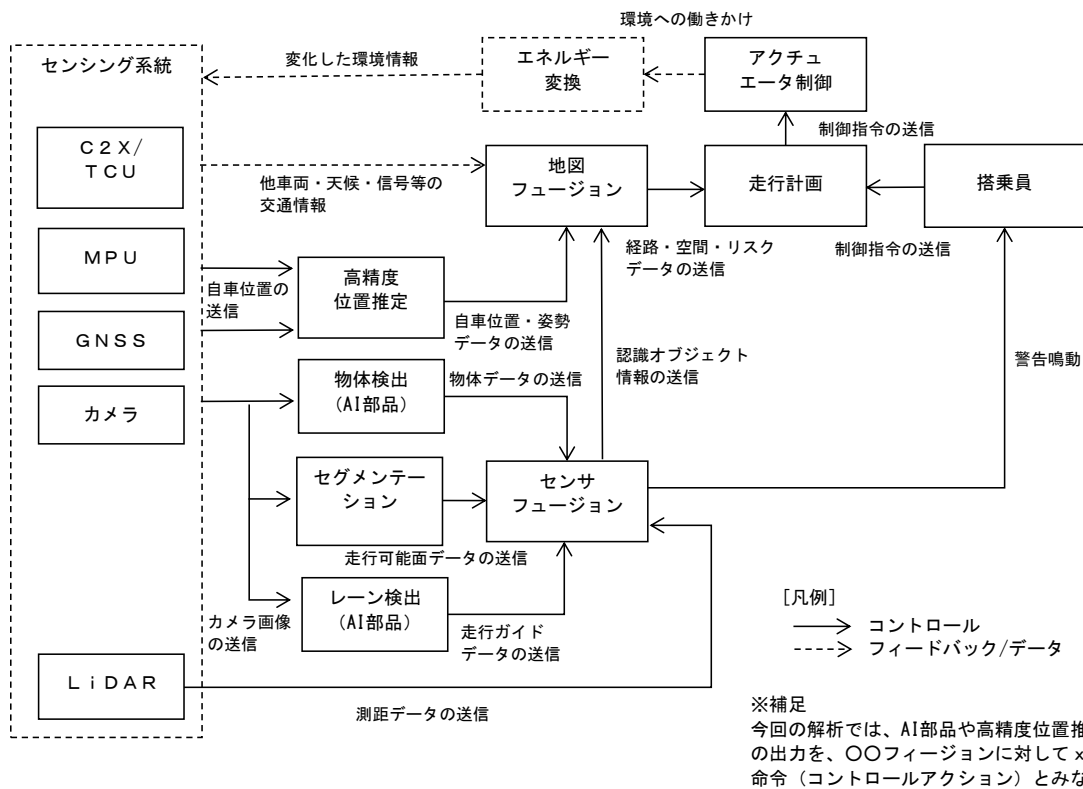 環境への働きかけ
センシング系統
変化した環境情報
エネルギー
変換
アクチュ
エータ制御
制御指令の送信
Ｃ２Ｘ/
ＴＣＵ
他車両・天候・信号等の
交通情報
地図
フュージョン
走行計画
搭乗員
経路・空間・リスク
データの送信
制御指令の送信
ＭＰＵ
自車位置の
送信
高精度
位置推定
自車位置・姿勢
データの送信
ＧＮＳＳ
認識オブジェクト
情報の送信
警告鳴動
カメラ
物体検出
（AI部品）
物体データの送信
セグメンテー
ション
センサ
フュージョン
走行可能面データの送信
カメラ画像
の送信
レーン検出
（AI部品）
走行ガイド
データの送信
ＬｉＤＡＲ
測距データの送信
［凡例］
コントロール
フィードバック/データ
※補足
今回の解析では、AI部品や高精度位置推
の出力を、〇〇フィージョンに対してx
命令（コントロールアクション）とみな